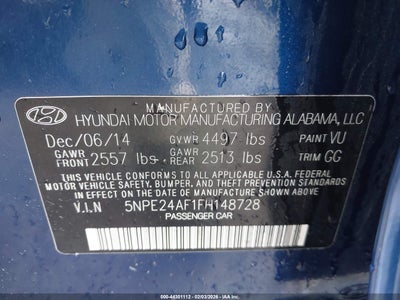 MANUFACTURED BY
HYUNDAI MOTOR MANUFACTURING ALABAMA, LLC
Dec/06/14 GVWR 4497 lbs PAINT VU
GAWR FRONT 2557 lbs GAWR REAR 2513 lbs TRIM GG
THIS VEHICLE CONFORMS TO ALL APPLICABLE U.S. FEDERAL
MOTOR VEHICLE SAFETY, BUMPER, AND THEFT PREVENTION
STANDARDS IN EFFECT ON THE DATE OF MANUFACTURE SHOWN ABOVE.
V.I.N 5NPE24AF1FH148728
PASSENGER CAR
000-44301112 - 02/03/2026 -